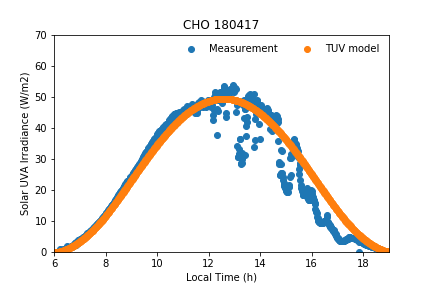 CHO 180417
Measurement
TUV model
Solar UVA Irradiance (W/m2)
70
60
50
40
30
20
10
0
6 8 10 12 14 16 18
Local Time (h)